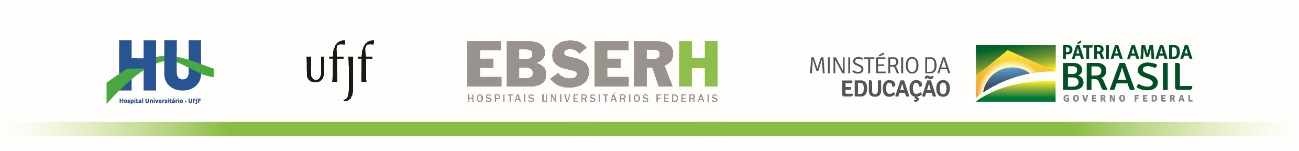 HU
Hospital Universitário - UFJF
ufjf
EBSERH
HOSPITAIS UNIVERSITÁRIOS FEDERAIS
MINISTÉRIO DA
EDUCAÇÃO
PÁTRIA AMADA
BRASIL
GOVERNO FEDERAL